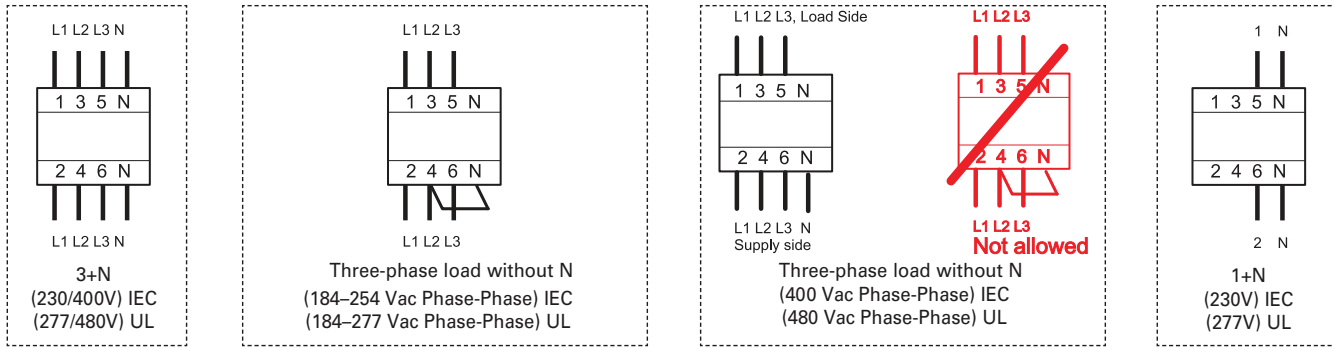 L1 L2 L3 N
1 3 5 N
2 4 6 N
L1 L2 L3 N
3+N
(230/400V) IEC
(277/480V) UL
L1 L2 L3
1 3 5 N
2 4 6 N
L1 L2 L3
Three-phase load without N
(184–254 Vac Phase-Phase) IEC
(184–277 Vac Phase-Phase) UL
L1 L2 L3, Load Side
1 3 5 N
2 4 6 N
L1 L2 L3 N
Supply side
L1 L2 L3
1 3 5 N
2 4 6 N
L1 L2 L3
Not allowed
Three-phase load without N
(400 Vac Phase-Phase) IEC
(480 Vac Phase-Phase) UL
1 N
1 3 5 N
2 4 6 N
2 N
1+N
(230V) IEC
(277V) UL